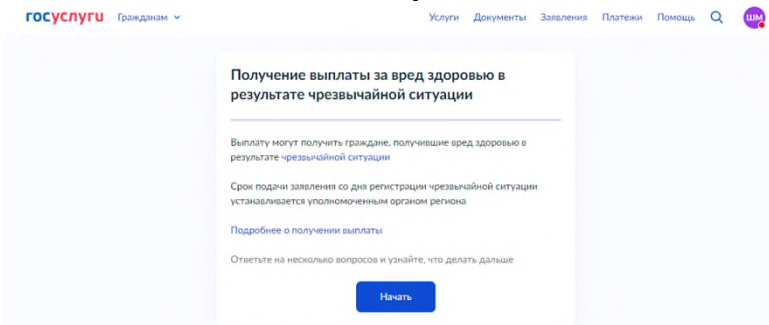 госуслуги Гражданам Услуги Документы Заявления Платежи Помощь ШМ
Получение выплаты за вред здоровью в
результате чрезвычайной ситуации
Выплату могут получить граждане, получившие вред здоровью в
результате чрезвычайной ситуации
Срок подачи заявления со дня регистрации чрезвычайной ситуации
устанавливается уполномоченным органом региона
Подробнее о получении выплаты
Ответьте на несколько вопросов и узнайте, что делать дальше
Начать